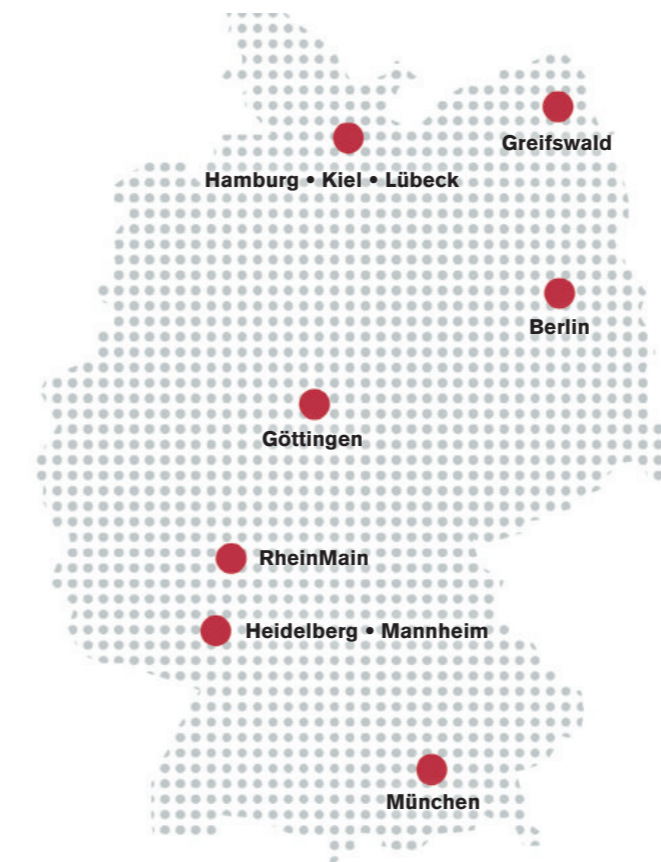 Greifswald
Hamburg • Kiel • Lübeck
Berlin
Göttingen
RheinMain
Heidelberg • Mannheim
München